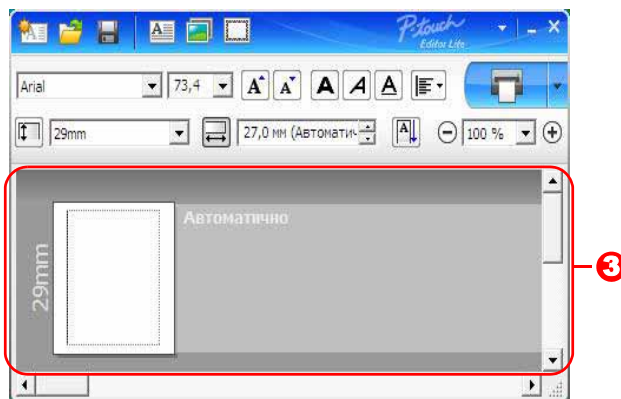 P-touch
Editor Lite
Arial 73,4 A A A A A
29mm 27,0 мм (Автоматич A 100 %
Автоматично
29mm
3